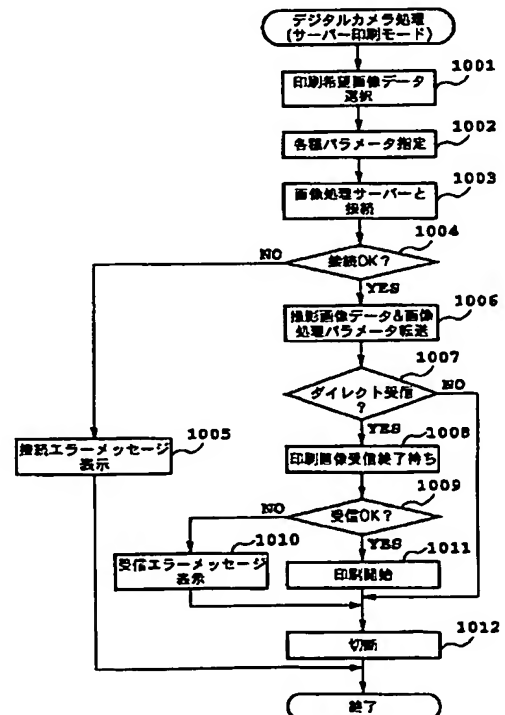 デジタルカメラ処理
(サーバー印刷モード)
1001
印刷希望画像データ
選択
1002
各種パラメータ指定
1003
画像処理サーバーと
接続
1004
接続OK?
NO
YES
1006
撮影画像データ&画像
処理パラメータ転送
1007
ダイレクト受信
?
NO
YES
1005
接続エラーメッセージ
表示
1008
印刷画像受信終了待ち
1009
受信OK?
NO
YES
1010
受信エラーメッセージ
表示
1011
印刷開始
1012
切断
終了